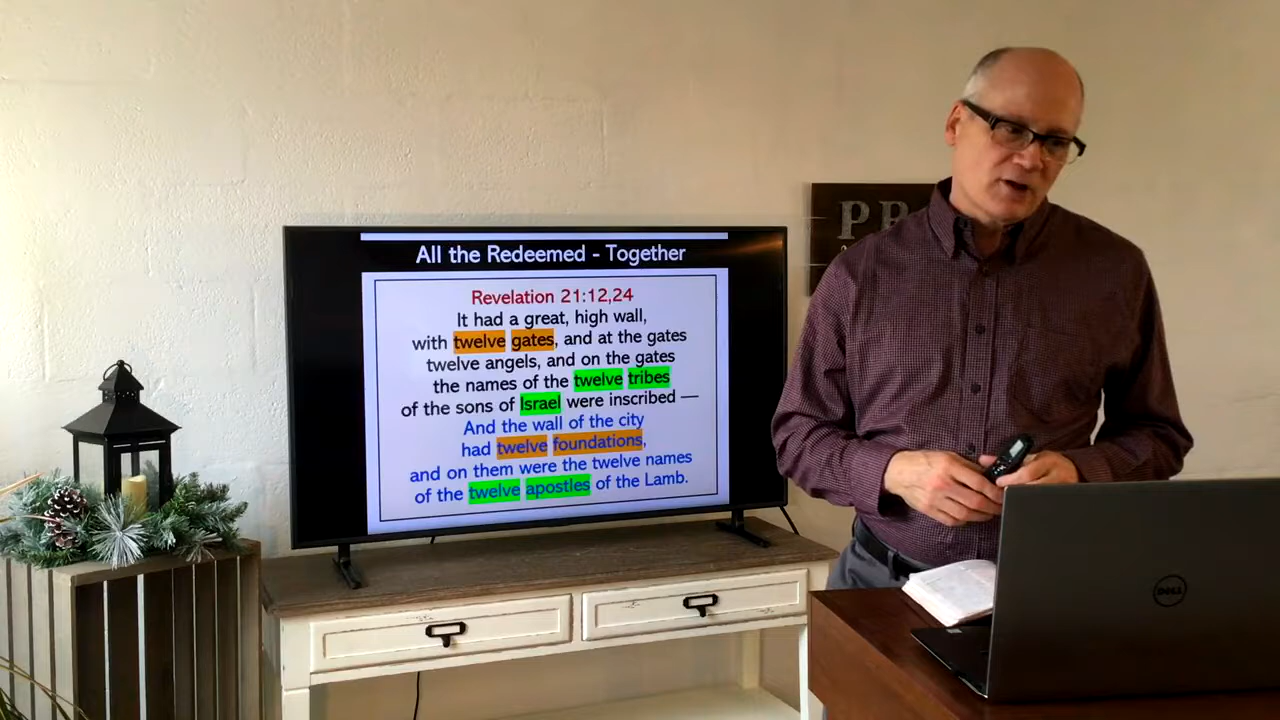 All the Redeemed - Together
Revelation 21:12,24
It had a great, high wall,
with twelve gates, and at the gates
twelve angels, and on the gates
the names of the twelve tribes
of the sons of Israel were inscribed —
And the wall of the city
had twelve foundations,
and on them were the twelve names
of the twelve apostles of the Lamb.
DELL